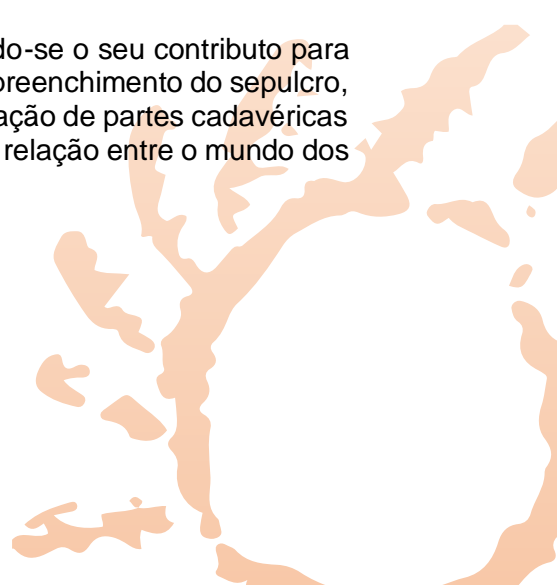 do-se o seu contributo para
preenchimento do sepulcro,
ação de partes cadavéricas
relação entre o mundo dos